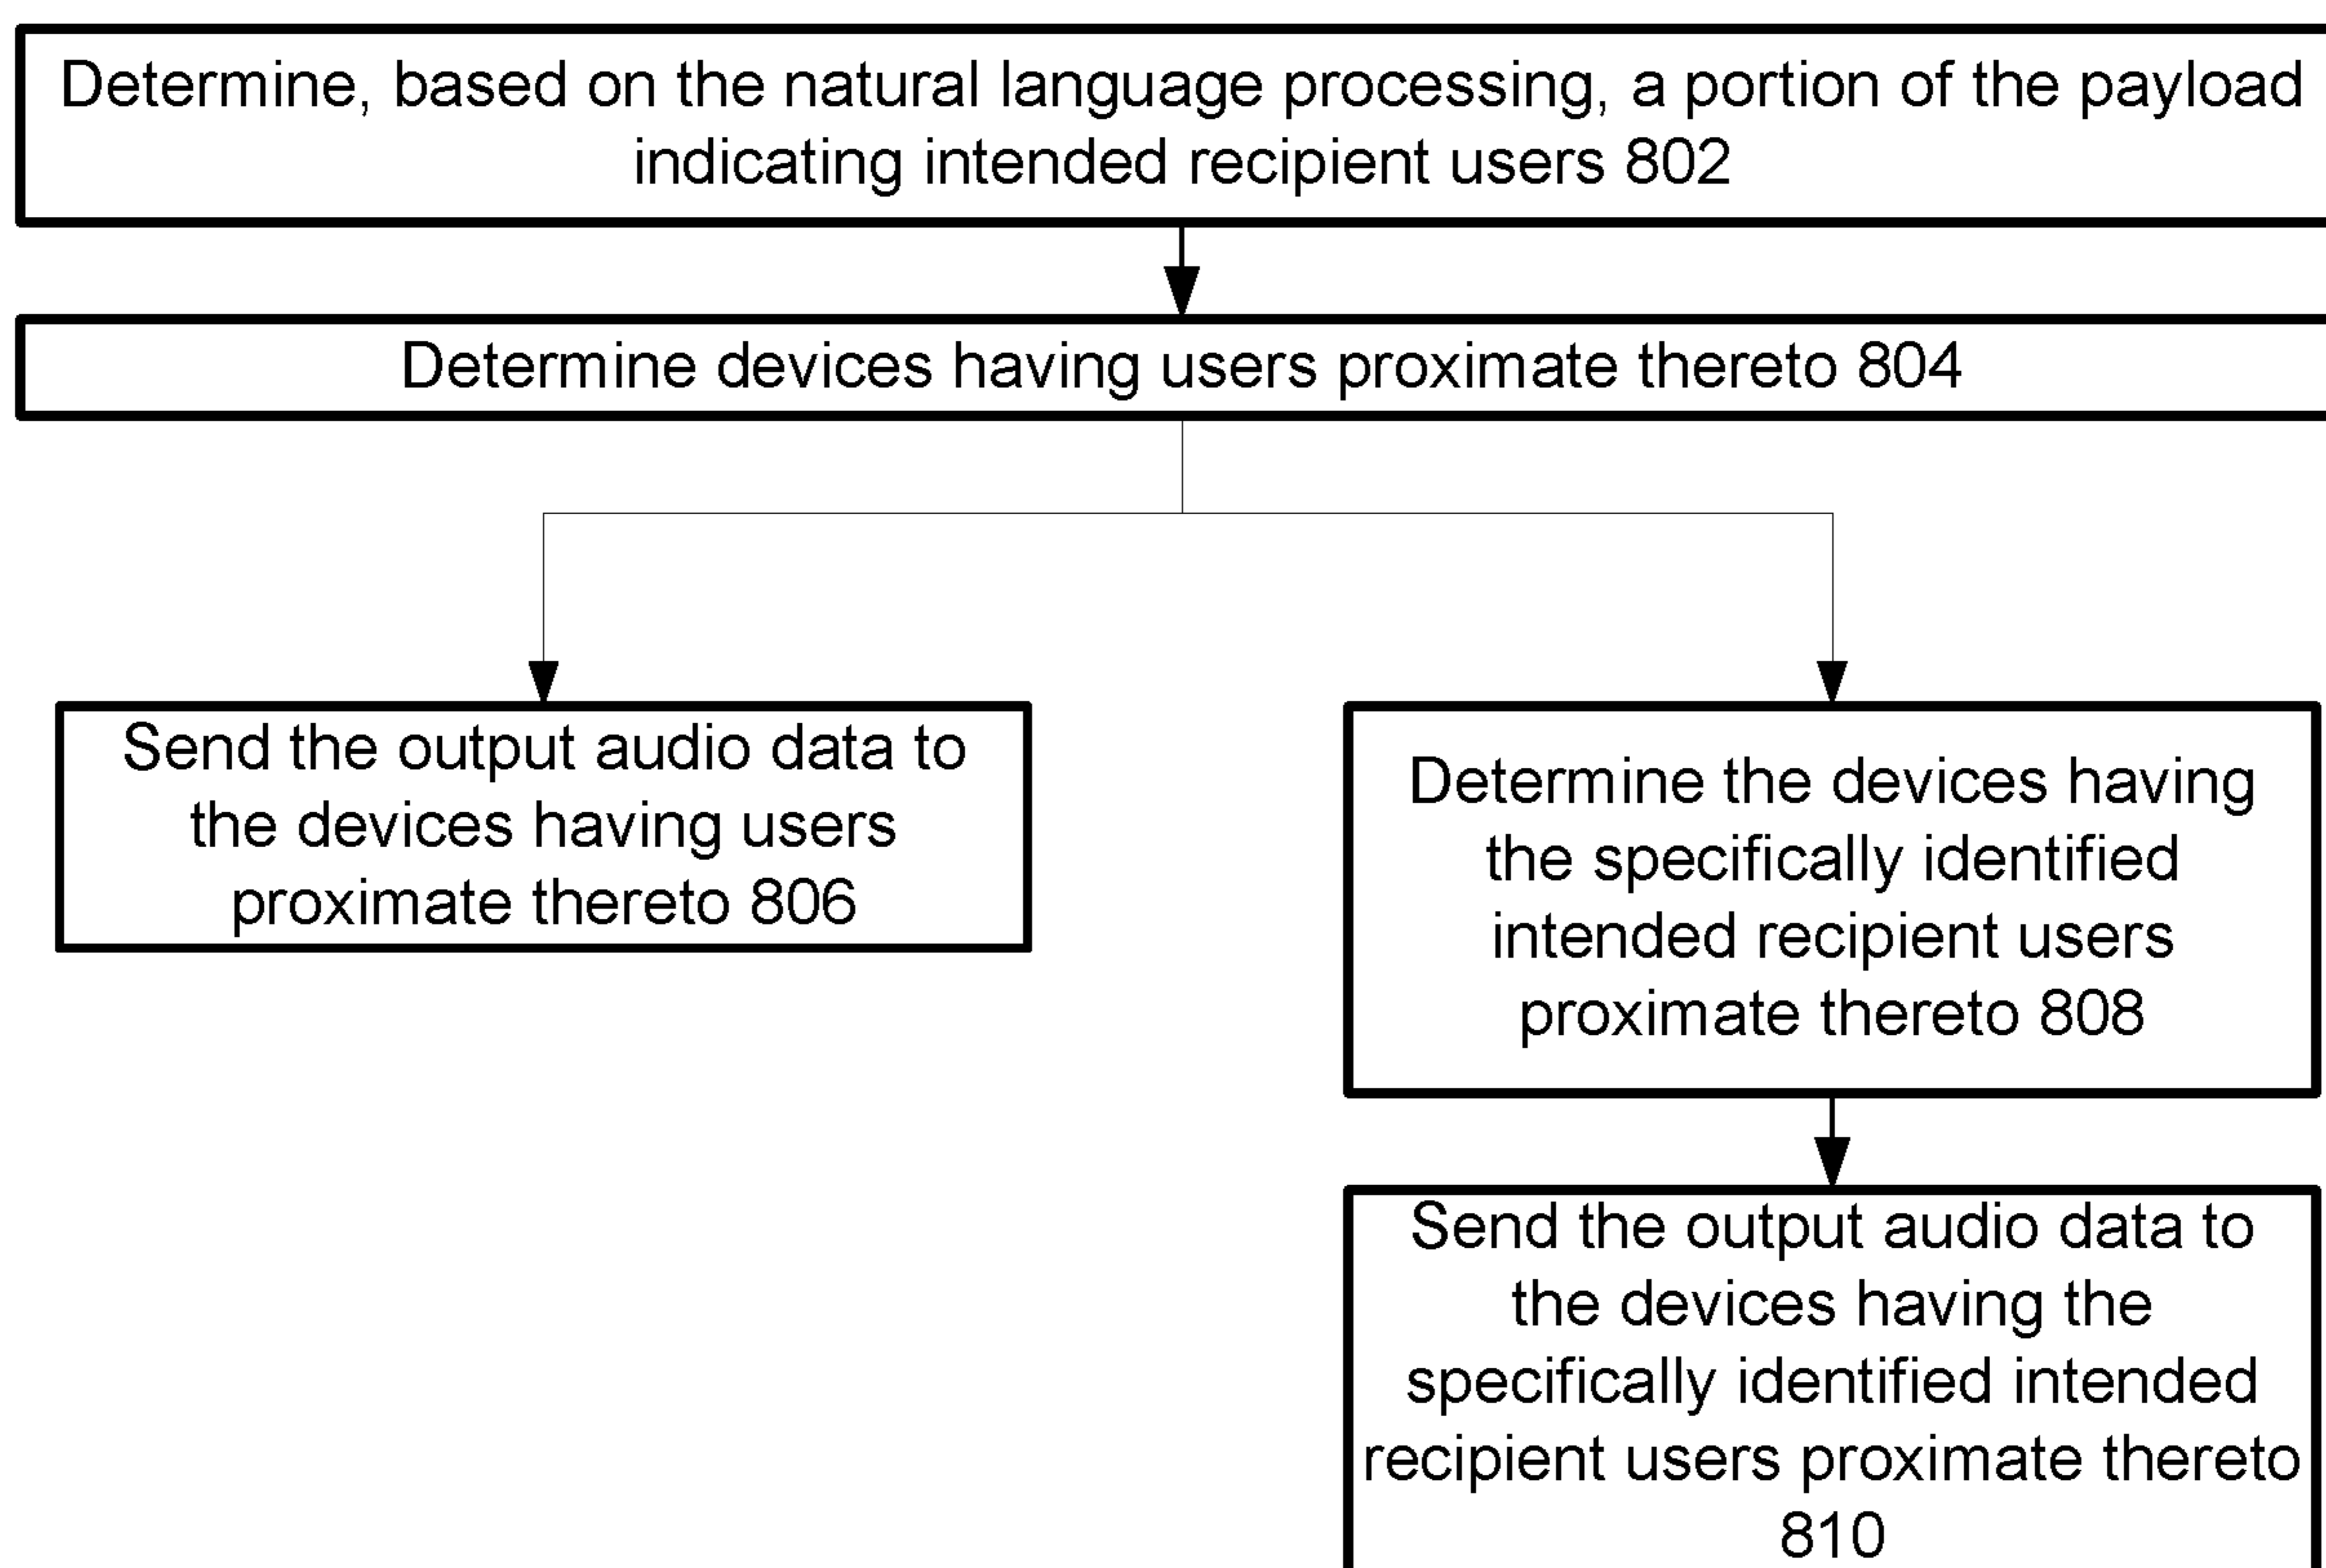 Determine, based on the natural language processing, a portion of the payload
indicating intended recipient users 802
Determine devices having users proximate thereto 804
Send the output audio data to
the devices having users
proximate thereto 806
Determine the devices having
the specifically identified
intended recipient users
proximate thereto 808
Send the output audio data to
the devices having the
specifically identified intended
recipient users proximate thereto
810